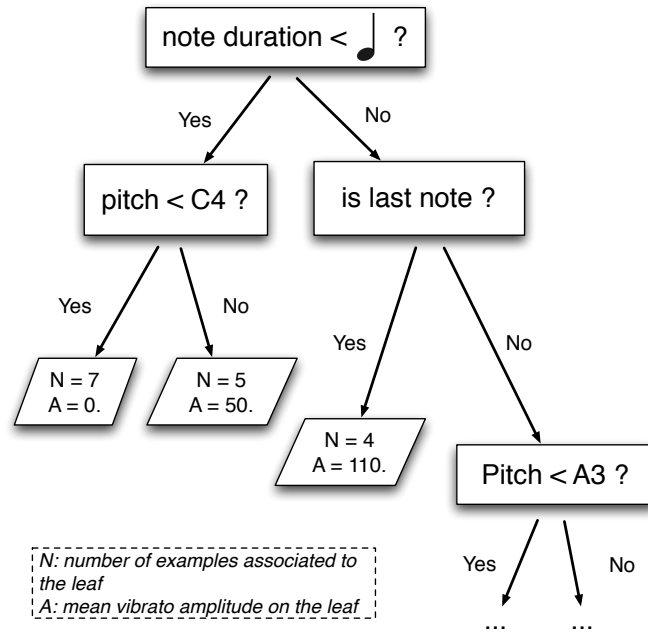 note duration < ♩ ?
Yes
No
pitch < C4 ?
is last note ?
Yes
No
Yes
No
N = 7
A = 0.
N = 5
A = 50.
N = 4
A = 110.
Pitch < A3 ?
Yes
No
...
...
N: number of examples associated to
the leaf
A: mean vibrato amplitude on the leaf